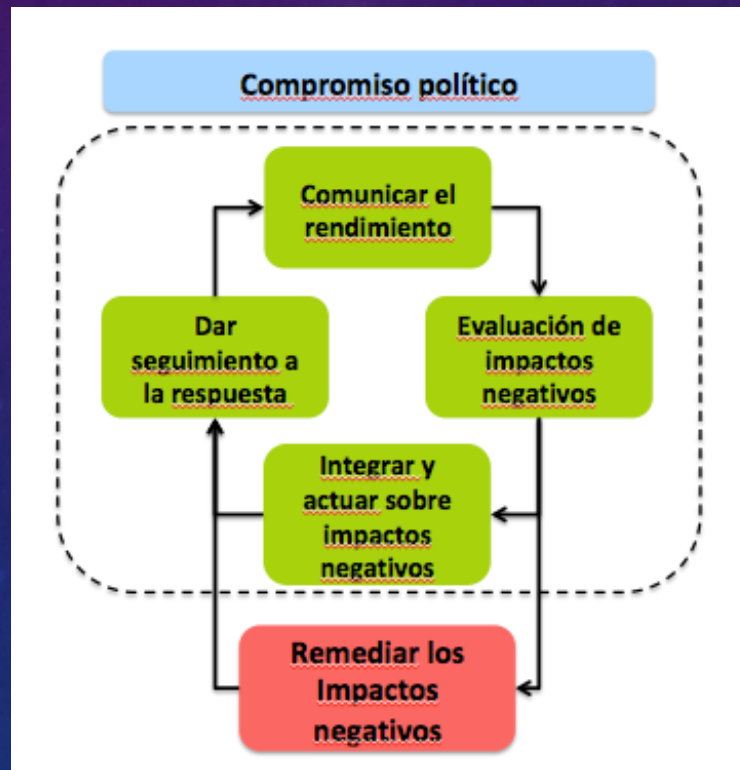 Compromiso político
Comunicar el
rendimiento
Dar
seguimiento a
la respuesta
Evaluación de
impactos
negativos
Integrar y
actuar sobre
impactos
negativos
Remediar los
Impactos
negativos